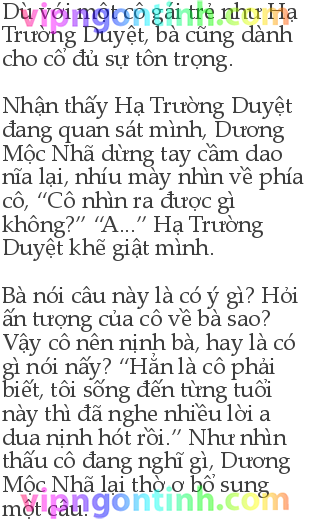 Dù với một cô gái trẻ như Hạ
vipngontinh.com
Trường Duyệt, bà cũng dành
cho cổ đủ sự tôn trọng.
Nhận thấy Hạ Trường Duyệt
đang quan sát mình, Dương
Mộc Nhã dừng tay cầm dao
nĩa lại, nhíu mày nhìn về phía
cô, “Cô nhìn ra được gì
không?” “A...” Hạ Trường
Duyệt khẽ giật mình.
Bà nói câu này là có ý gì? Hỏi
ấn tượng của cô về bà sao?
Vậy cô nên nịnh bà, hay là có
gì nói nấy? “Hẳn là cô phải
biết, tôi sống đến từng tuổi
này thì đã nghe nhiều lời a
dua nịnh hót rồi.” Như nhìn
thấu cô đang nghĩ gì, Dương
Mộc Nhã lại thờ ơ bổ sung
vipngontinh.com
một câu.